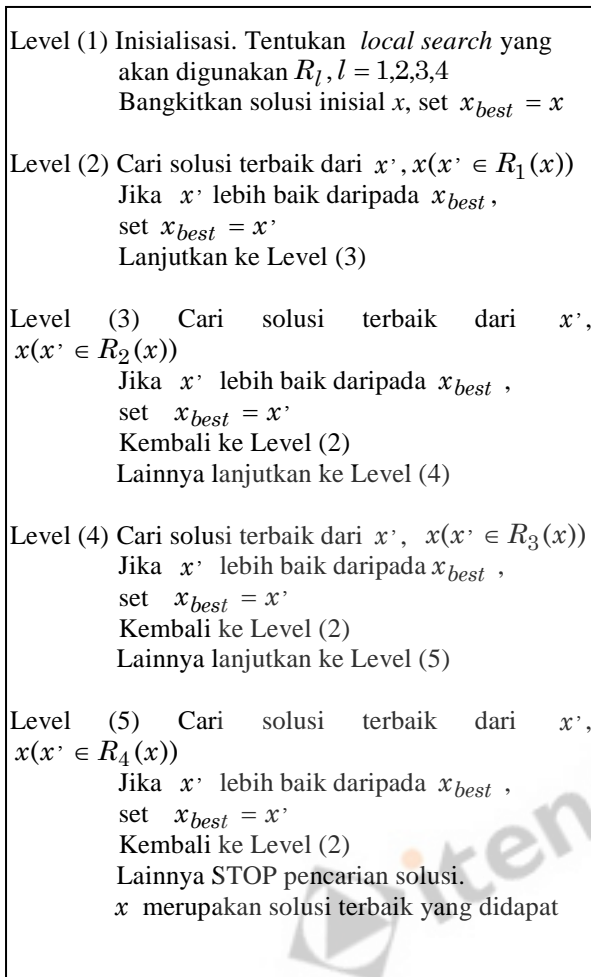 Level (1) Inisialisasi. Tentukan local search yang
akan digunakan R_l, l = 1,2,3,4
Bangkitkan solusi inisial x, set x_best = x
Level (2) Cari solusi terbaik dari x’, x(x’ ∈ R_1(x))
Jika x’ lebih baik daripada x_best,
set x_best = x’
Lanjutkan ke Level (3)
Level (3) Cari solusi terbaik dari x’,
x(x’ ∈ R_2(x))
Jika x’ lebih baik daripada x_best ,
set x_best = x’
Kembali ke Level (2)
Lainnya lanjutkan ke Level (4)
Level (4) Cari solusi terbaik dari x’, x(x’ ∈ R_3(x))
Jika x’ lebih baik daripada x_best ,
set x_best = x’
Kembali ke Level (2)
Lainnya lanjutkan ke Level (5)
Level (5) Cari solusi terbaik dari x’,
x(x’ ∈ R_4(x))
Jika x’ lebih baik daripada x_best ,
set x_best = x’
Kembali ke Level (2)
Lainnya STOP pencarian solusi.
x merupakan solusi terbaik yang didapat
iten